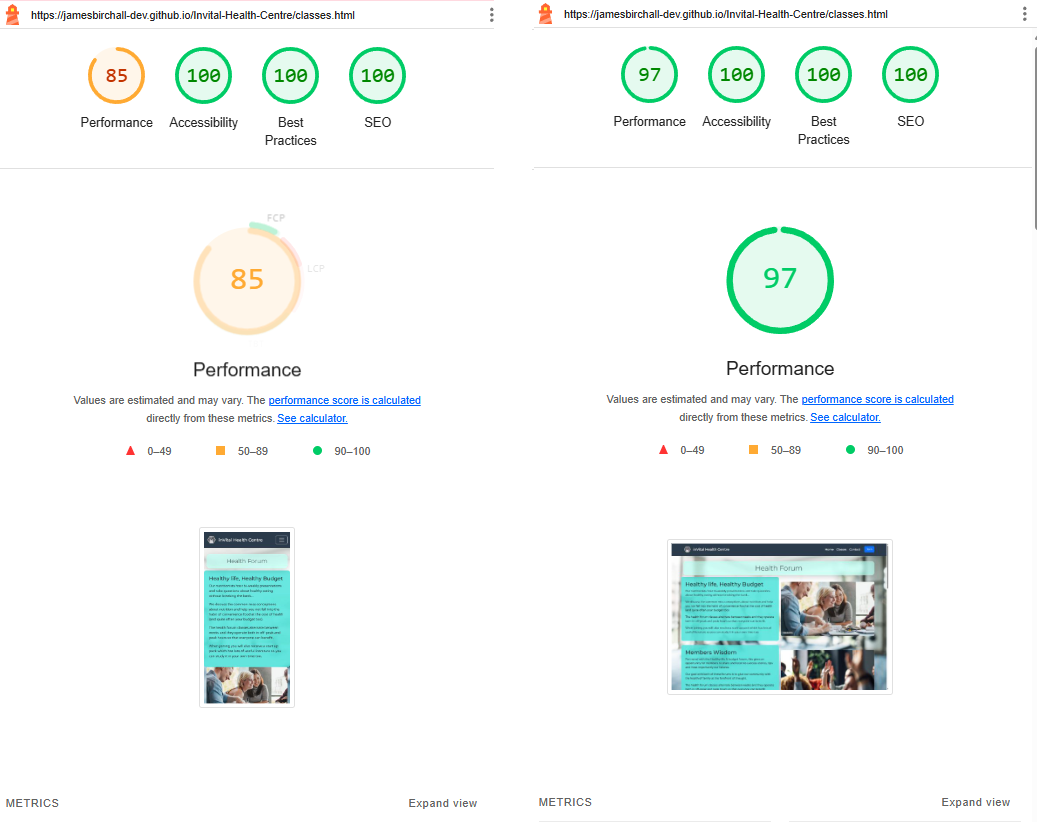 https://jamesbirchall-dev.github.io/Invital-Health-Centre/classes.html
85
100
100
100
Performance
Accessibility
Best
Practices
SEO
FCP
LCP
85
Performance
Values are estimated and may vary. The performance score is calculated
directly from these metrics. See calculator.
0–49
50–89
90–100
InVital Health Centre
Health Forum
Healthy life, Healthy Budget
METRICS
Expand view
https://jamesbirchall-dev.github.io/Invital-Health-Centre/classes.html
97
100
100
100
Performance
Accessibility
Best
Practices
SEO
97
Performance
Values are estimated and may vary. The performance score is calculated
directly from these metrics. See calculator.
0–49
50–89
90–100
InVital Health Centre
Home Classes Contact
Health Forum
Healthy life, Healthy Budget
Members Wisdom
METRICS
Expand view